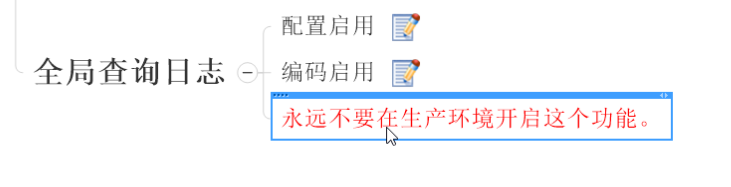 配置启用
全局查询日志
编码启用
永远不要在生产环境开启这个功能。